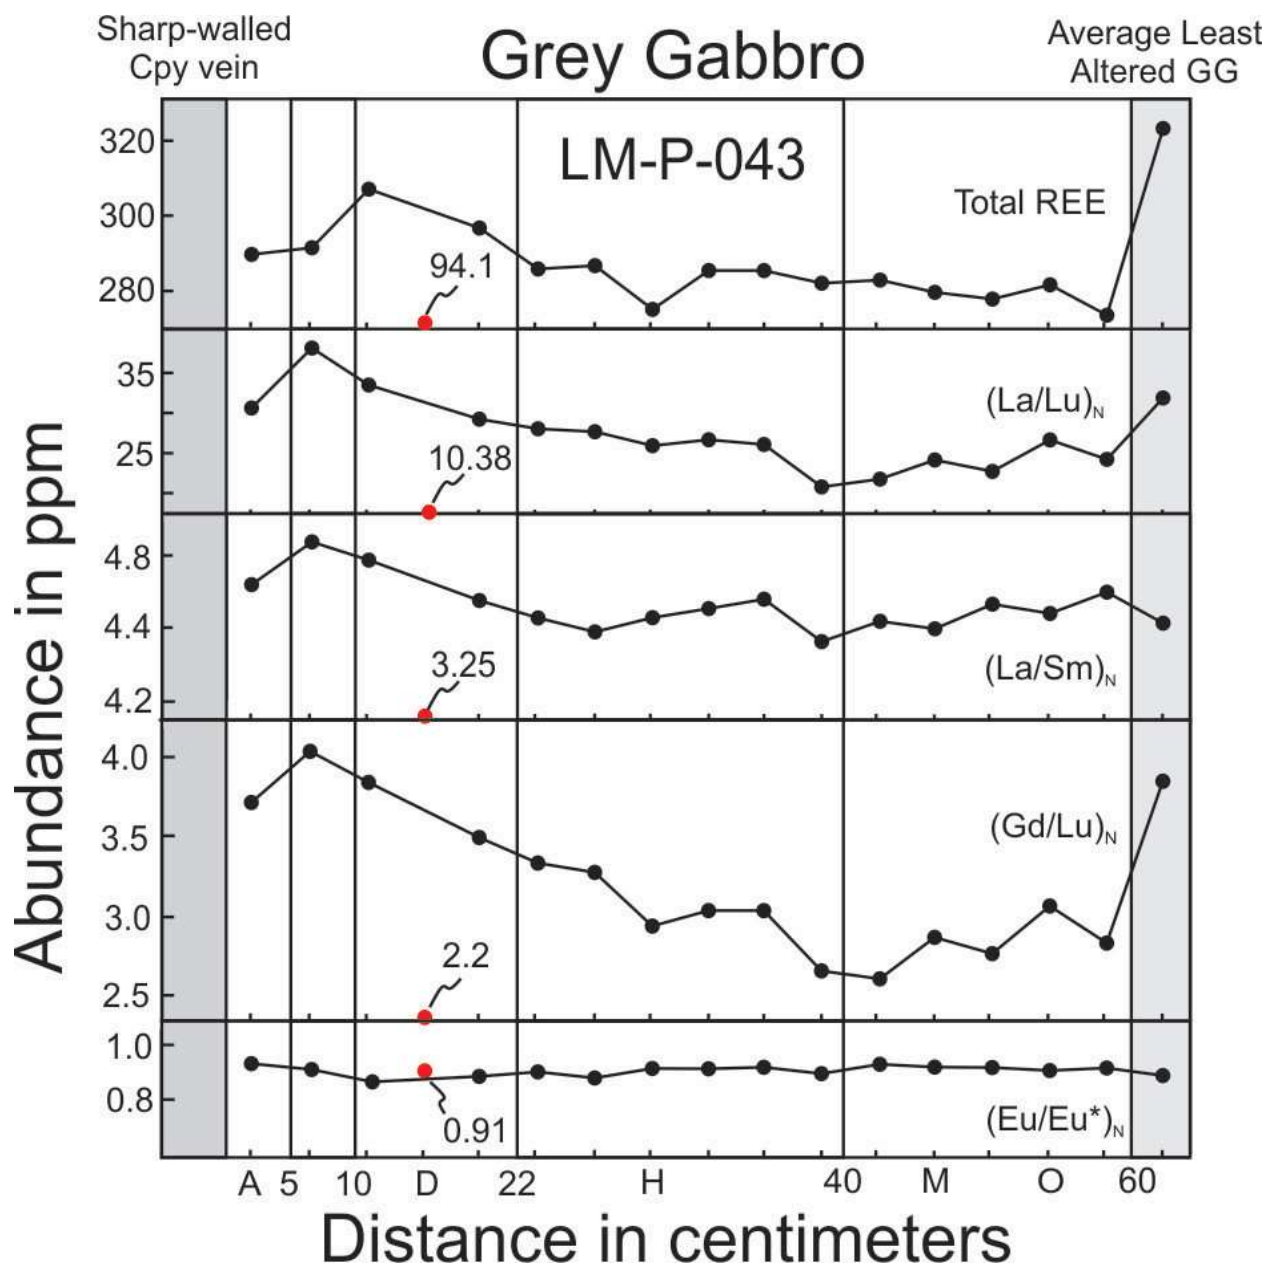 Sharp-walled
Cpy vein
Grey Gabbro
Average Least
Altered GG
LM-P-043
320
300
280
Total REE
94.1
35
25
(La/Lu)N
10.38
4.8
4.4
4.2
(La/Sm)N
3.25
4.0
3.5
3.0
2.5
(Gd/Lu)N
2.2
1.0
0.8
0.91
(Eu/Eu*)N
Abundance in ppm
A 5 10 D 22 H 40 M O 60
Distance in centimeters